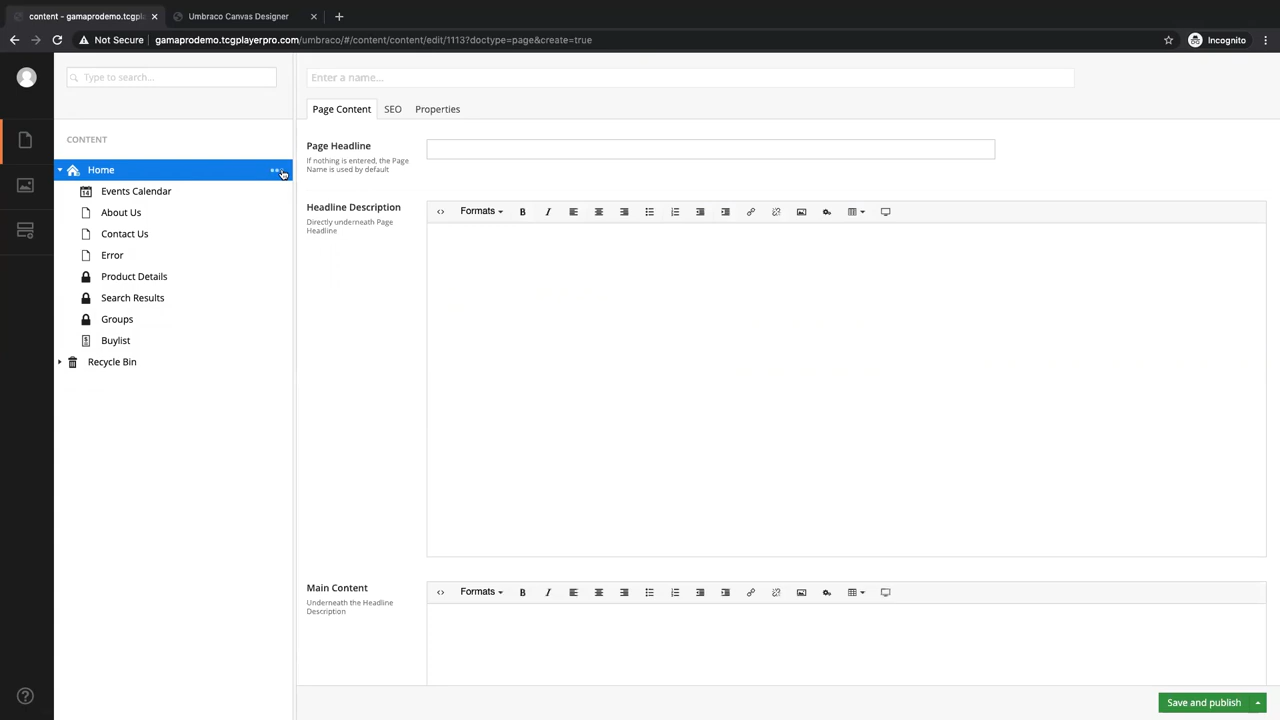 content - gamaprodemo.tcgpla
Umbraco Canvas Designer
Not Secure
gamaprodemo.tcgplayerpro.com/umbraco/#/content/content/edit/1113?doctype=page&create=true
Incognito
Type to search...
Enter a name...
Page Content
SEO
Properties
CONTENT
Home
Events Calendar
About Us
Contact Us
Error
Product Details
Search Results
Groups
Buylist
Recycle Bin
Page Headline
If nothing is entered, the Page
Name is used by default
Headline Description
Directly underneath Page
Headline
Formats
B
I
Main Content
Underneath the Headline
Description
Formats
B
I
Save and publish